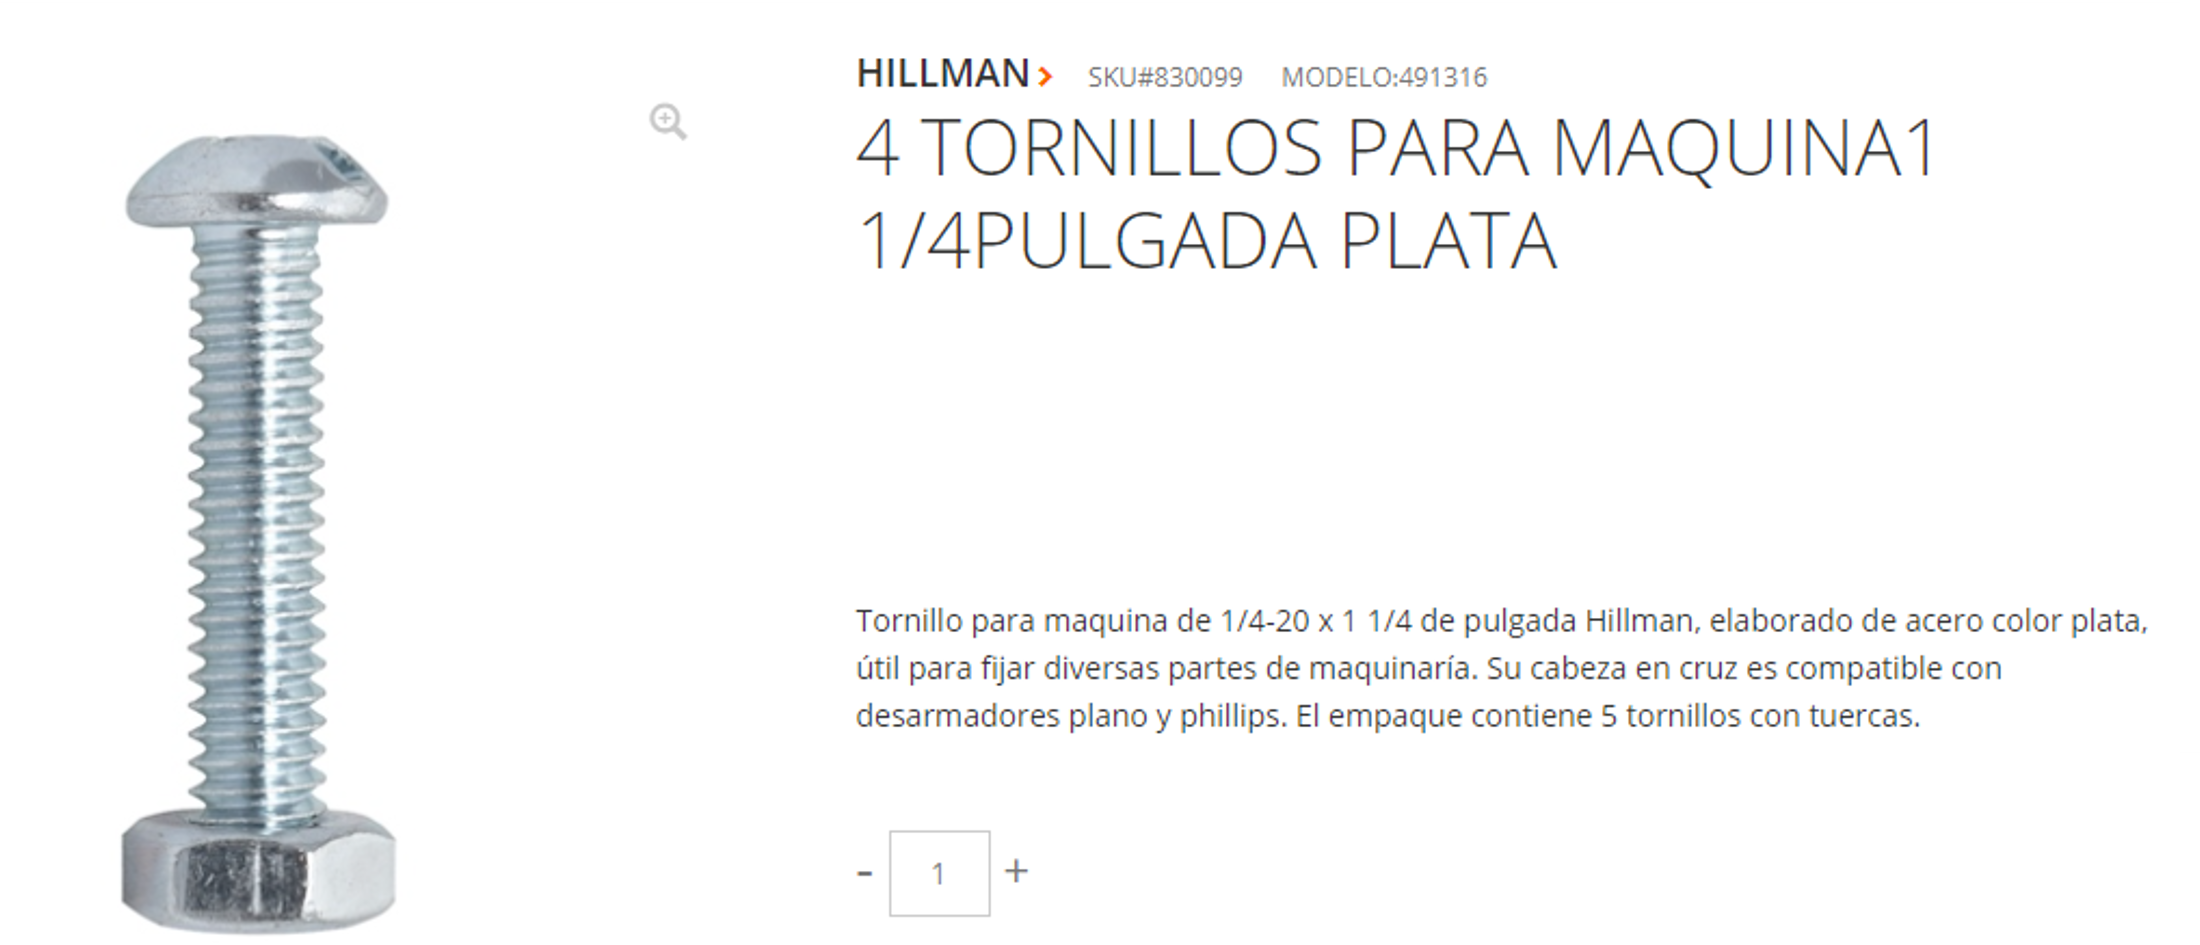 HILLMAN > SKU#830099 MODELO:491316
4 TORNILLOS PARA MAQUINA1
1/4PULGADA PLATA
Tornillo para maquina de 1/4-20 x 1 1/4 de pulgada Hillman, elaborado de acero color plata,
útil para fijar diversas partes de maquinaría. Su cabeza en cruz es compatible con
desarmadores plano y phillips. El empaque contiene 5 tornillos con tuercas.
- 1 +